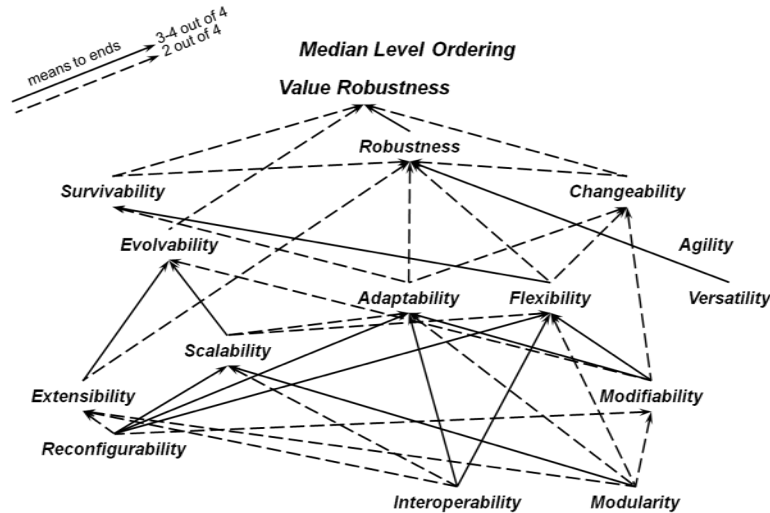 means to ends
3-4 out of 4
2 out of 4
Median Level Ordering
Value Robustness
Robustness
Survivability
Changeability
Evolvability
Agility
Adaptability
Flexibility
Versatility
Scalability
Extensibility
Modifiability
Reconfigurability
Interoperability
Modularity